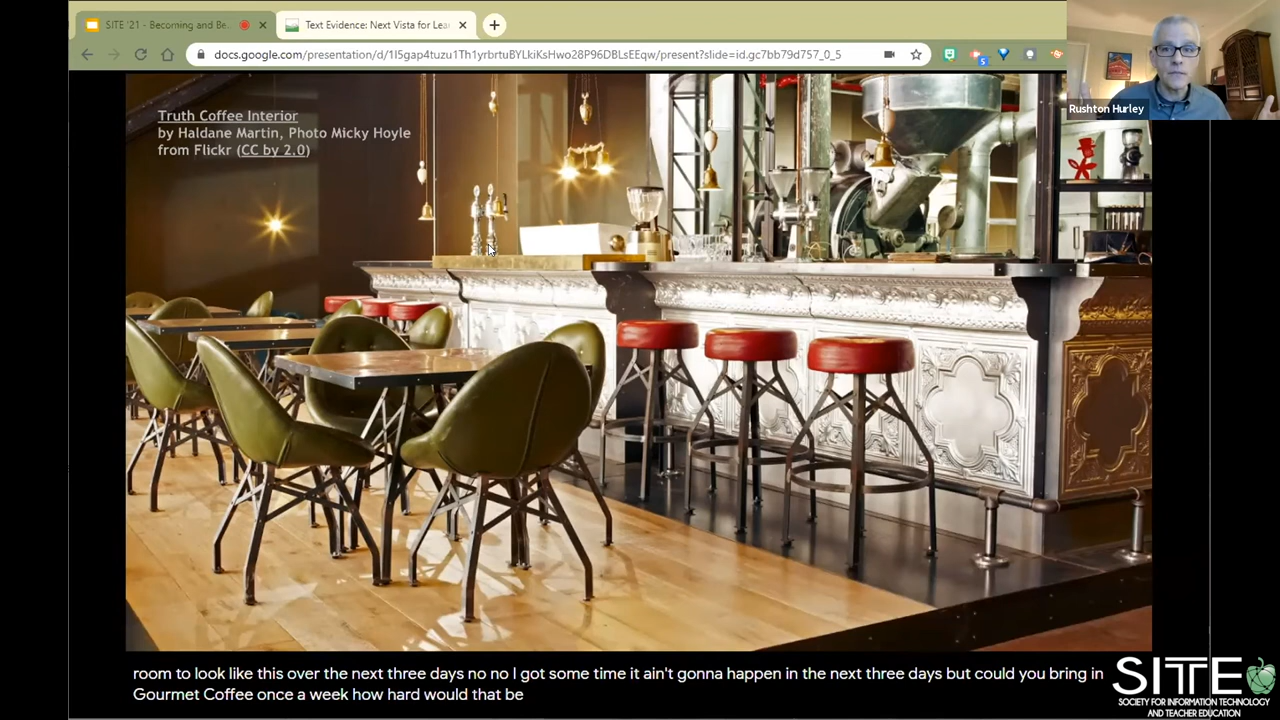 SITE '21 - Becoming and Be
Text Evidence: Next Vista for Lea
docs.google.com/presentation/d/1I5gap4tuzu1Th1yrbrtuBYLkiKsHwo28P96DBLsEEqw/present?slide=id.gc7bb79d757_0_5
5
Rushton Hurley
Truth Coffee Interior
by Haldane Martin, Photo Micky Hoyle
from Flickr (CC by 2.0)
room to look like this over the next three days no no I got some time it ain't gonna happen in the next three days but could you bring in
Gourmet Coffee once a week how hard would that be
SITE
SOCIETY FOR INFORMATION TECHNOLOGY
AND TEACHER EDUCATION